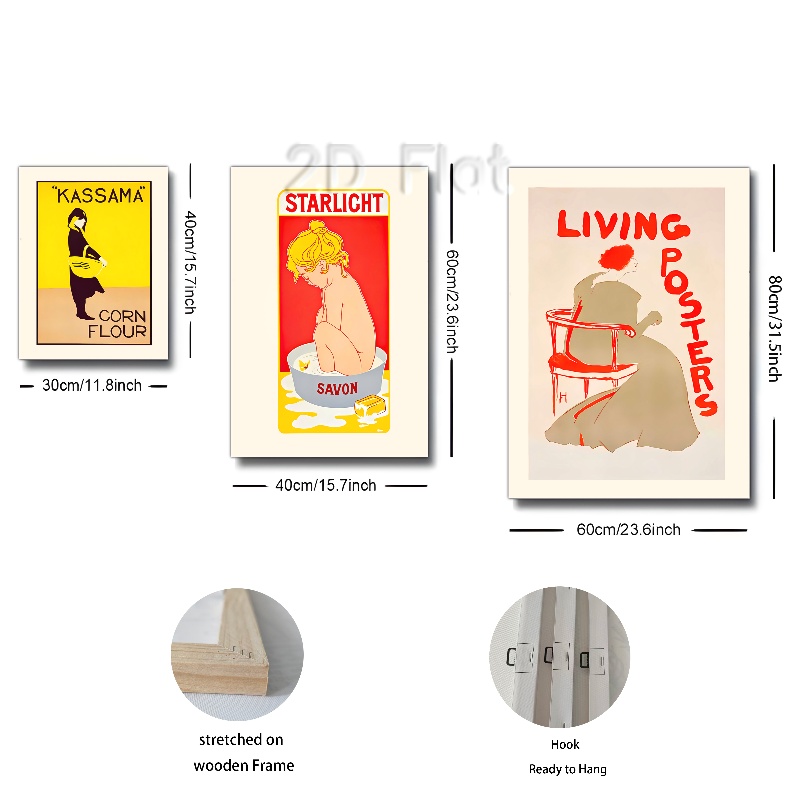 2D Flat
"KASSAMA"
CORN
FLOUR
40cm/15.7inch
30cm/11.8inch
STARLIGHT
SAVON
60cm/23.6inch
40cm/15.7inch
LIVING
POSTERS
H
80cm/31.5inch
60cm/23.6inch
stretched on
wooden Frame
Hook
Ready to Hang